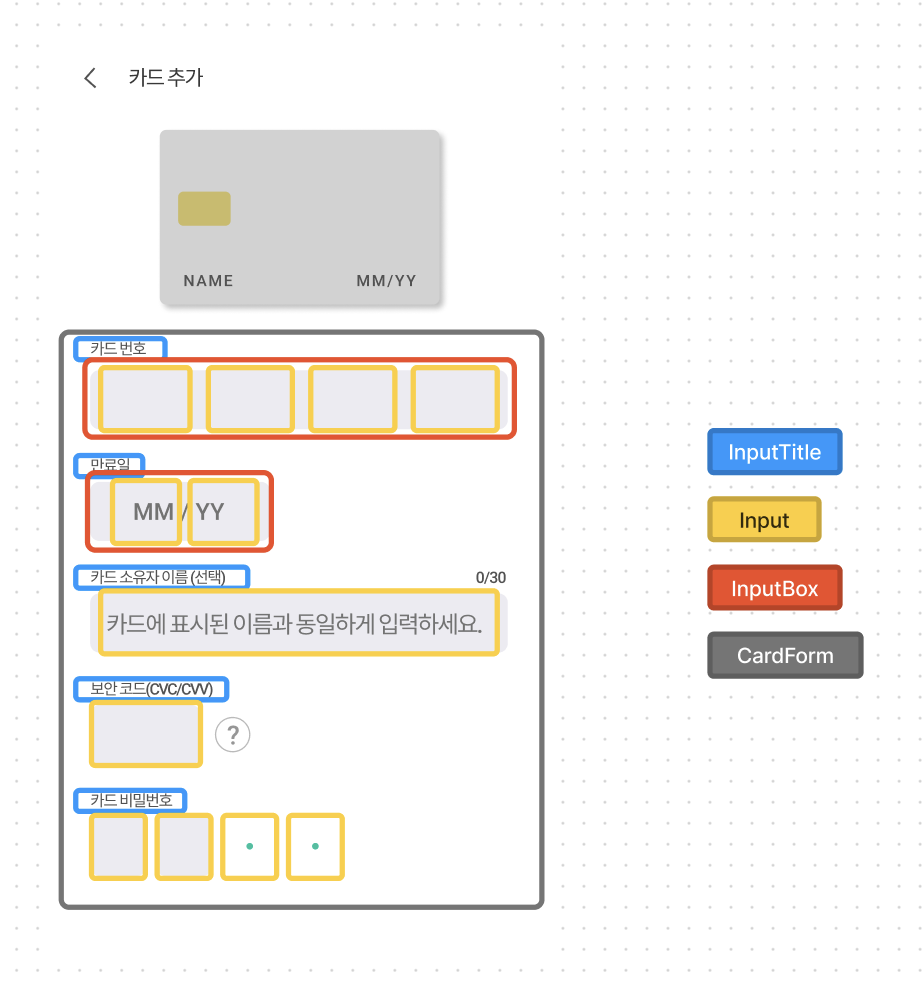 카드 추가
NAME
MM/YY
카드 번호
만료일
MM / YY
카드 소유자 이름 (선택)
0/30
카드에 표시된 이름과 동일하게 입력하세요.
보안 코드(CVC/CVV)
?
카드 비밀번호
InputTitle
Input
InputBox
CardForm